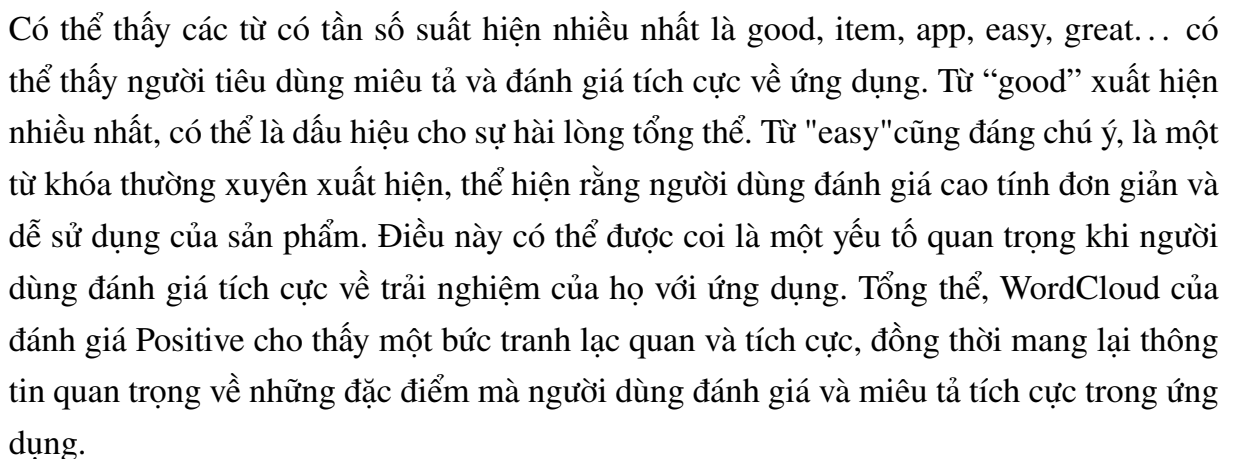 Có thể thấy các từ có tần số suất hiện nhiều nhất là good, item, app, easy, great... có
thể thấy người tiêu dùng miêu tả và đánh giá tích cực về ứng dụng. Từ “good” xuất hiện
nhiều nhất, có thể là dấu hiệu cho sự hài lòng tổng thể. Từ "easy"cũng đáng chú ý, là một
từ khóa thường xuyên xuất hiện, thể hiện rằng người dùng đánh giá cao tính đơn giản và
dễ sử dụng của sản phẩm. Điều này có thể được coi là một yếu tố quan trọng khi người
dùng đánh giá tích cực về trải nghiệm của họ với ứng dụng. Tổng thể, WordCloud của
đánh giá Positive cho thấy một bức tranh lạc quan và tích cực, đồng thời mang lại thông
tin quan trọng về những đặc điểm mà người dùng đánh giá và miêu tả tích cực trong ứng
dụng.